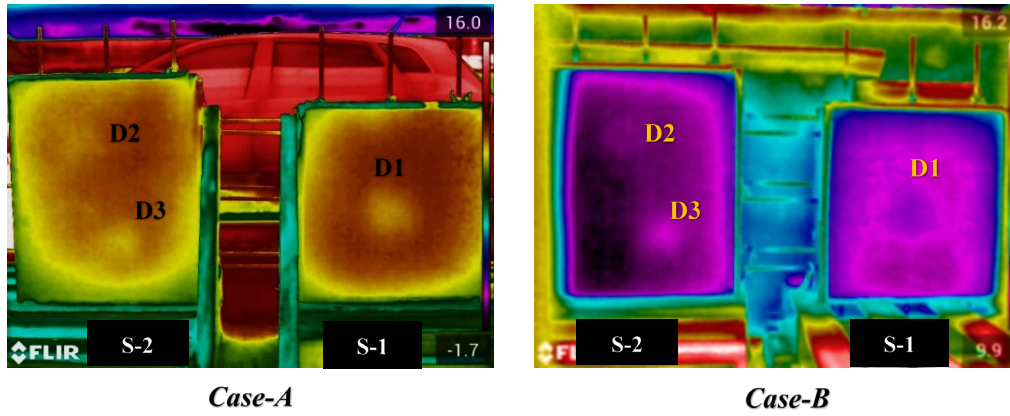 16.0
16.2
D2
D1
D3
D2
D1
D3
FLIR
S-2
S-1
-1.7
S-2
S-1
9.9
Case-A
Case-B